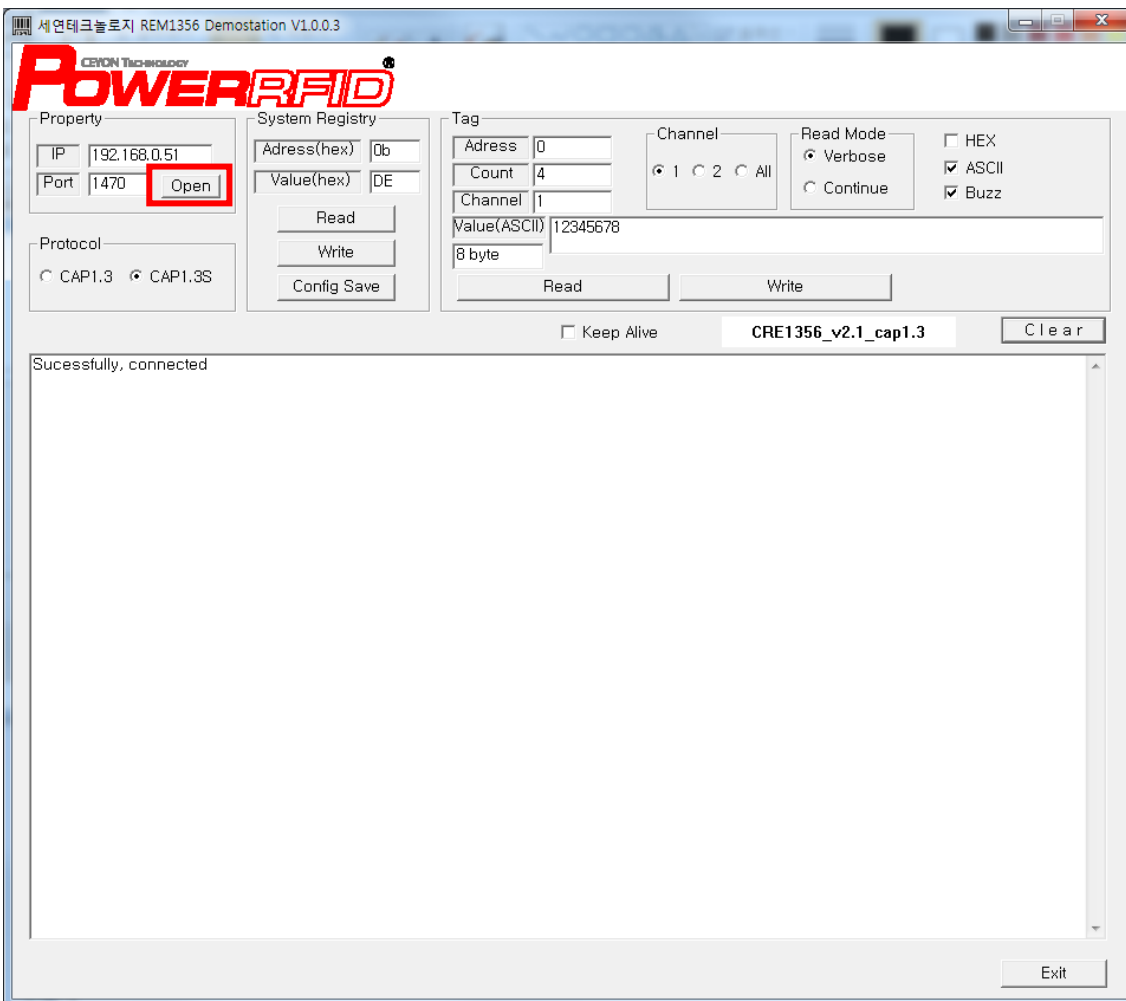 세연테크놀로지 REM1356 Demostation V1.0.0.3
CEYON TECHNOLOGY
POWERRFID®
Property
IP 192.168.0.51
Port 1470 Open
Protocol
CAP1.3 CAP1.3S
System Registry
Adress(hex) 0b
Value(hex) DE
Read
Write
Config Save
Tag
Adress 0
Count 4
Channel 1
Value(ASCII) 12345678
8 byte
Channel
1 2 All
Read Mode
Verbose
Continue
HEX
ASCII
Buzz
Read Write
Keep Alive CRE1356_v2.1_cap1.3 Clear
Sucessfully, connected
Exit